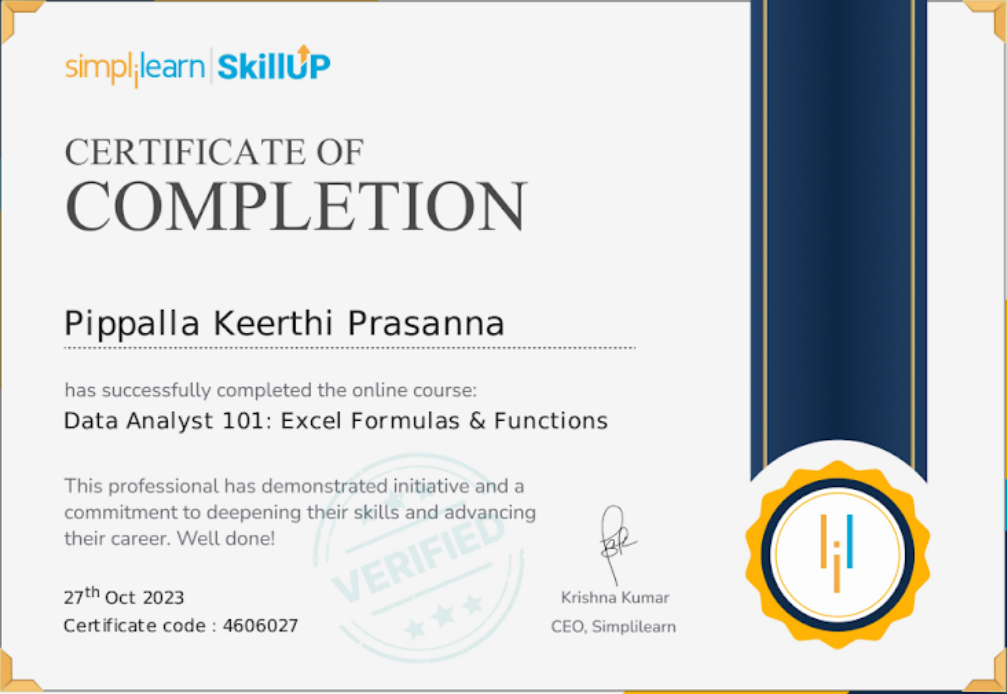 simplilearn | SkillUP
CERTIFICATE OF
COMPLETION
Pippalla Keerthi Prasanna
has successfully completed the online course:
Data Analyst 101: Excel Formulas & Functions
This professional has demonstrated initiative and a
commitment to deepening their skills and advancing
their career. Well done!
VERIFIED
27th Oct 2023
Certificate code : 4606027
Krishna Kumar
CEO, Simplilearn